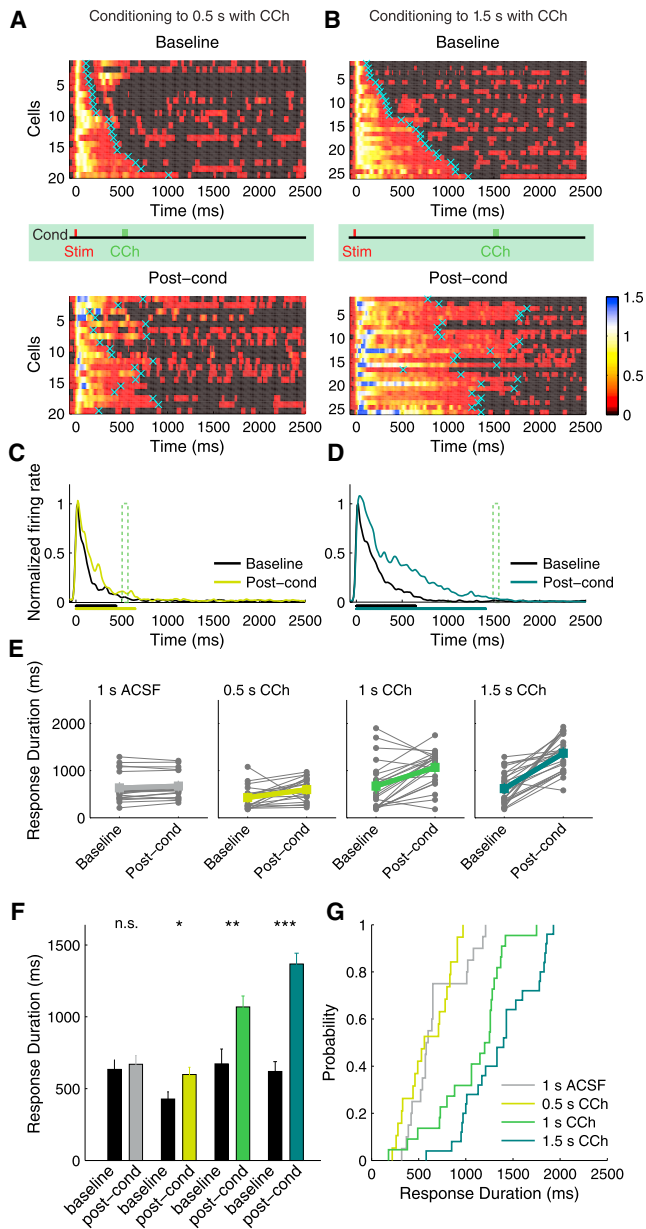 A
Conditioning to 0.5 s with CCh
B
Conditioning to 1.5 s with CCh
Baseline
Baseline
Cells
5
10
15
20
0 500 1000 1500 2000 2500
Time (ms)
5
10
15
20
25
0 500 1000 1500 2000 2500
Time (ms)
Cond
Stim
CCh
Stim
CCh
Post-cond
Post-cond
Cells
5
10
15
20
0 500 1000 1500 2000 2500
Time (ms)
5
10
15
20
25
0 500 1000 1500 2000 2500
Time (ms)
1.5
1
0.5
0
C
D
Normalized firing rate
1
0.5
0
Baseline
Post-cond
0 500 1000 1500 2000 2500
Time (ms)
1
0.5
0
Baseline
Post-cond
0 500 1000 1500 2000 2500
Time (ms)
E
Response Duration (ms)
1 s ACSF
0.5 s CCh
1 s CCh
1.5 s CCh
2000
1000
0
Baseline
Post-cond
Baseline
Post-cond
Baseline
Post-cond
Baseline
Post-cond
F
Response Duration (ms)
1500
1000
500
0
n.s.
*
**
***
baseline
post-cond
baseline
post-cond
baseline
post-cond
baseline
post-cond
G
Probability
1
0.8
0.6
0.4
0.2
0
1 s ACSF
0.5 s CCh
1 s CCh
1.5 s CCh
0 500 1000 1500 2000 2500
Response Duration (ms)